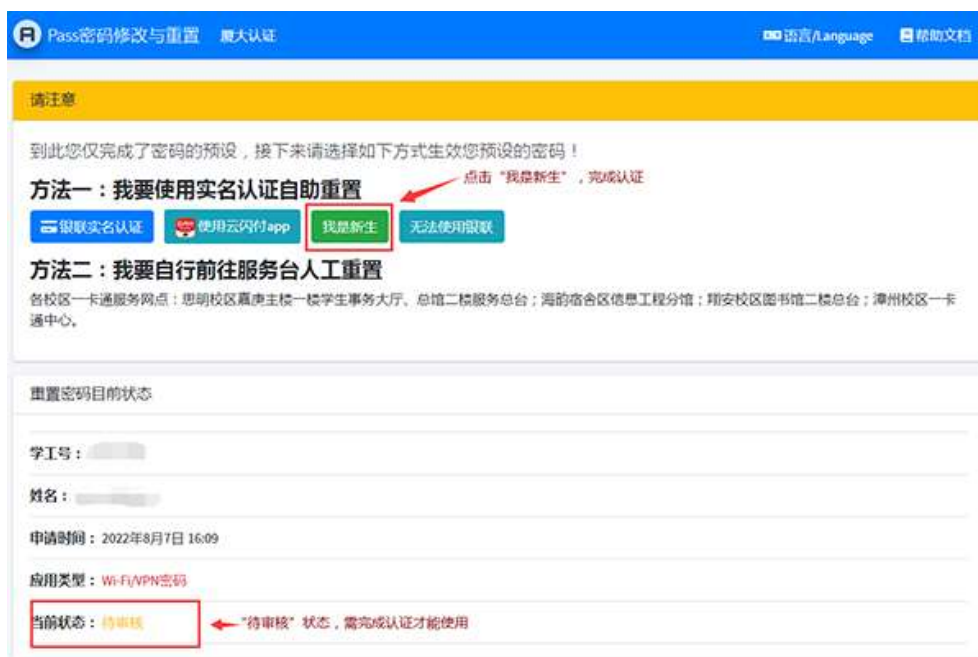 Pass密码修改与重置 厦大认证 语言/Language 帮助文档
请注意
到此您仅完成了密码的预设，接下来请选择如下方式生效您预设的密码！
方法一：我要使用实名认证自助重置
点击“我是新生”，完成认证
银联实名认证 使用云闪付app 我是新生 无法使用银联
方法二：我要自行前往服务台人工重置
各校区一卡通服务网点：思明校区嘉庚主楼一楼学生事务大厅、总馆二楼服务总台；海韵宿舍区信息工程分馆；翔安校区图书馆二楼总台；漳州校区一卡
通中心。
重置密码目前状态
学工号：
姓名：
申请时间：2022年8月7日 16:09
应用类型：Wi-Fi/VPN密码
当前状态：待审核 “待审核”状态，需完成认证才能使用